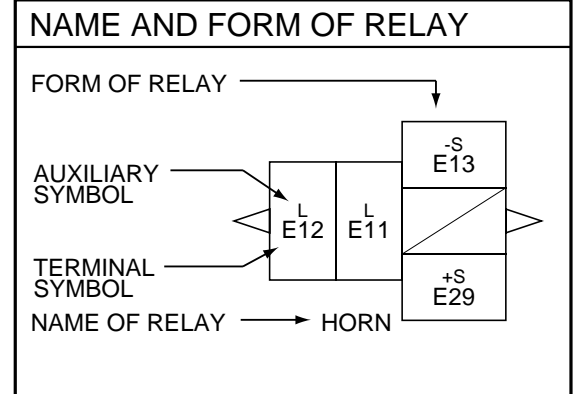 NAME AND FORM OF RELAY
FORM OF RELAY
-S
E13
AUXILIARY
SYMBOL
L
E12
L
E11
TERMINAL
SYMBOL
+S
E29
NAME OF RELAY
HORN